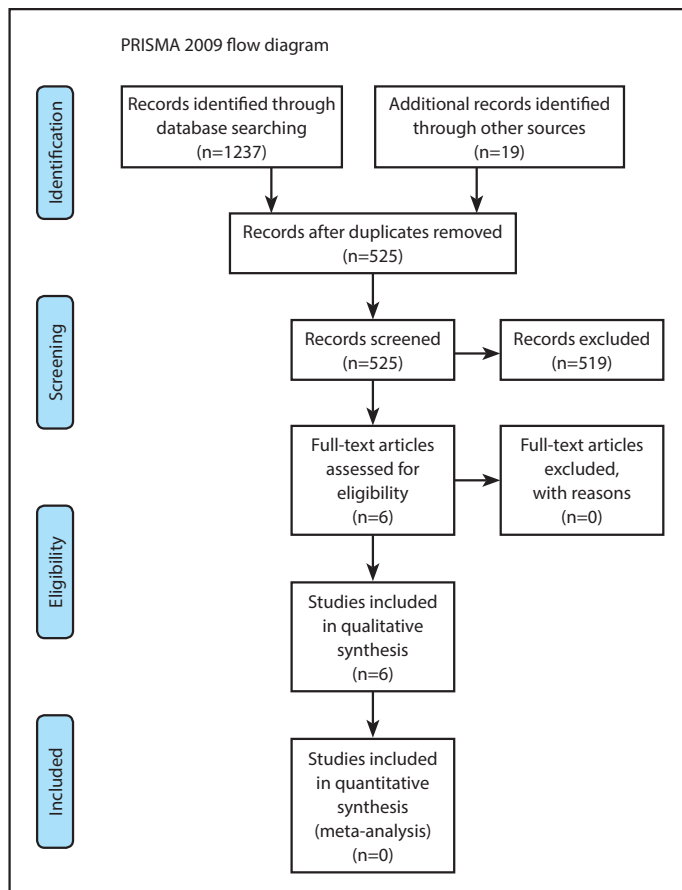 PRISMA 2009 flow diagram
Identification
Records identified through
database searching
(n=1237)
Additional records identified
through other sources
(n=19)
Records after duplicates removed
(n=525)
Screening
Records screened
(n=525)
Records excluded
(n=519)
Full-text articles
assessed for
eligibility
(n=6)
Full-text articles
excluded,
with reasons
(n=0)
Eligibility
Studies included
in qualitative
synthesis
(n=6)
Included
Studies included
in quantitative
synthesis
(meta-analysis)
(n=0)